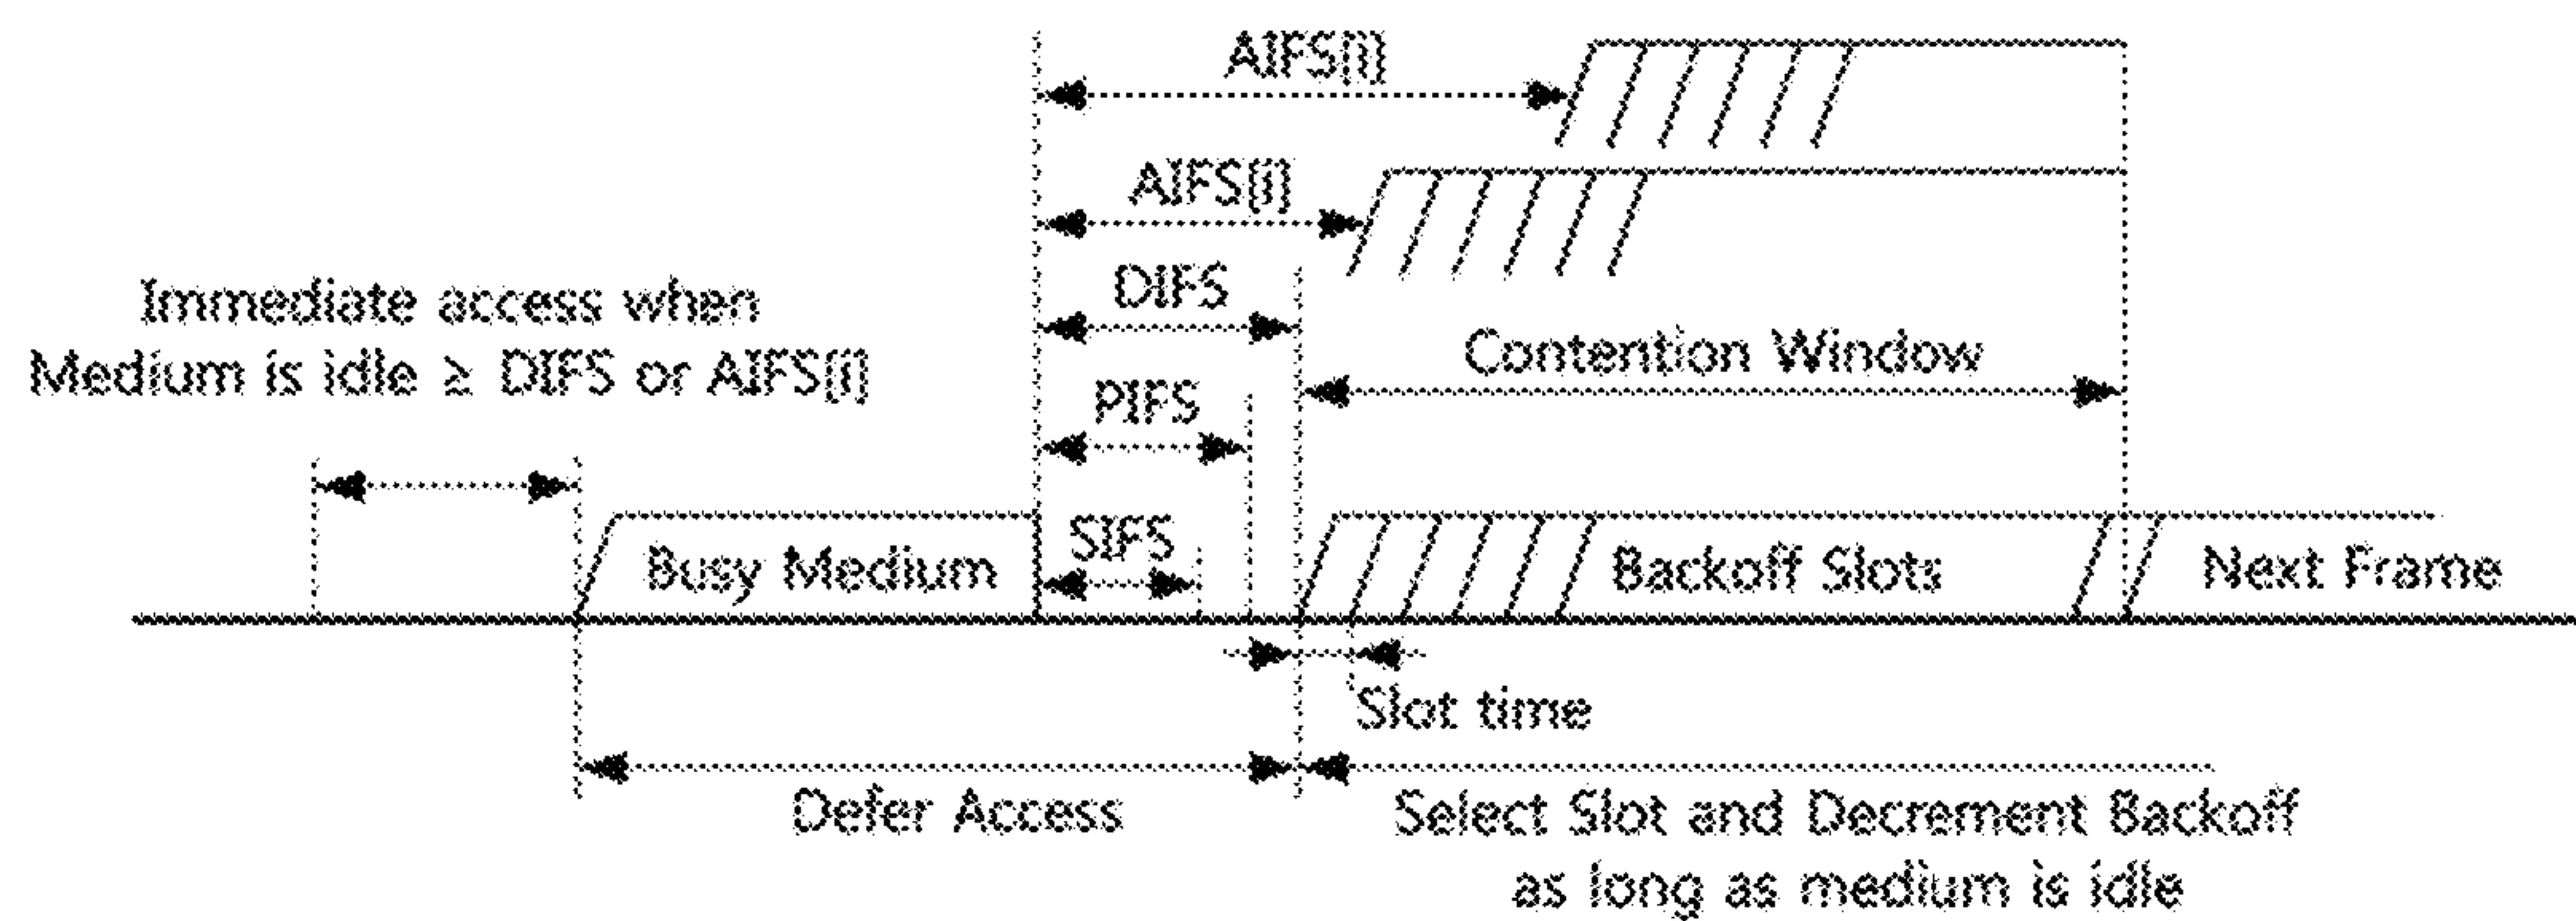 AIFS[i]
AIFS[j]
DIFS
Immediate access when
Medium is idle ≥ DIFS or AIFS[i]
Contention Window
PIFS
SIFS
Busy Medium
Backoff Slots
Next Frame
Slot time
Defer Access
Select Slot and Decrement Backoff
as long as medium is idle